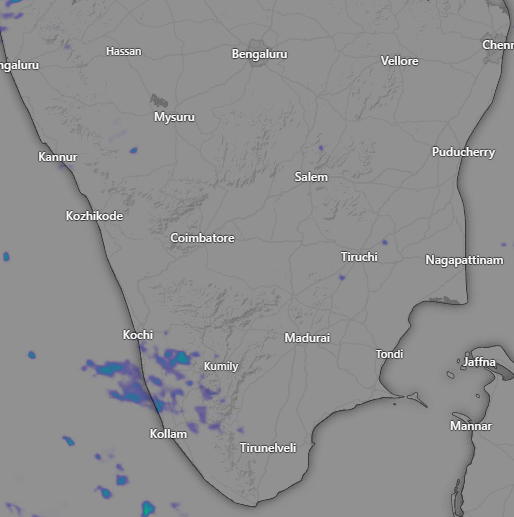 Hassan
Bengaluru
Chenn
ngaluru
Vellore
Mysuru
Kannur
Puducherry
Salem
Kozhikode
Coimbatore
Tiruchi
Nagapattinam
Kochi
Madurai
Tondi
Kumily
Jaffna
Mannar
Kollam
Tirunelveli